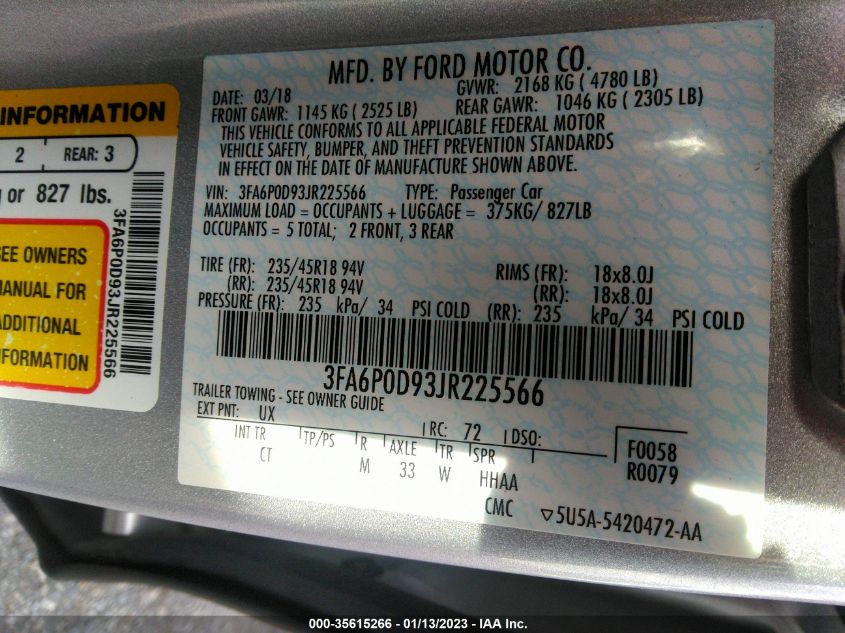 INFORMATION
2 REAR: 3
or 827 lbs.
SEE OWNERS
MANUAL FOR
ADDITIONAL
INFORMATION
3FA6P0D93JR225566
MFD. BY FORD MOTOR CO.
DATE: 03/18 GVWR: 2168 KG ( 4780 LB)
FRONT GAWR: 1145 KG ( 2525 LB) REAR GAWR: 1046 KG ( 2305 LB)
THIS VEHICLE CONFORMS TO ALL APPLICABLE FEDERAL MOTOR
VEHICLE SAFETY, BUMPER, AND THEFT PREVENTION STANDARDS
IN EFFECT ON THE DATE OF MANUFACTURE SHOWN ABOVE.
VIN: 3FA6P0D93JR225566 TYPE: Passenger Car
MAXIMUM LOAD = OCCUPANTS + LUGGAGE = 375KG/ 827LB
OCCUPANTS = 5 TOTAL; 2 FRONT, 3 REAR
TIRE (FR): 235/45R18 94V RIMS (FR): 18x8.0J
(RR): 235/45R18 94V (RR): 18x8.0J
PRESSURE (FR): 235 kPa/ 34 PSI COLD (RR): 235 kPa/ 34 PSI COLD
3FA6P0D93JR225566
TRAILER TOWING - SEE OWNER GUIDE
EXT PNT: UX RC: 72 DSO:
INT TR TP/PS R AXLE TR SPR
CT M 33 W HHAA
F0058
R0079
CMC ▽5U5A-5420472-AA
000-35615266 - 01/13/2023 - IAA Inc.